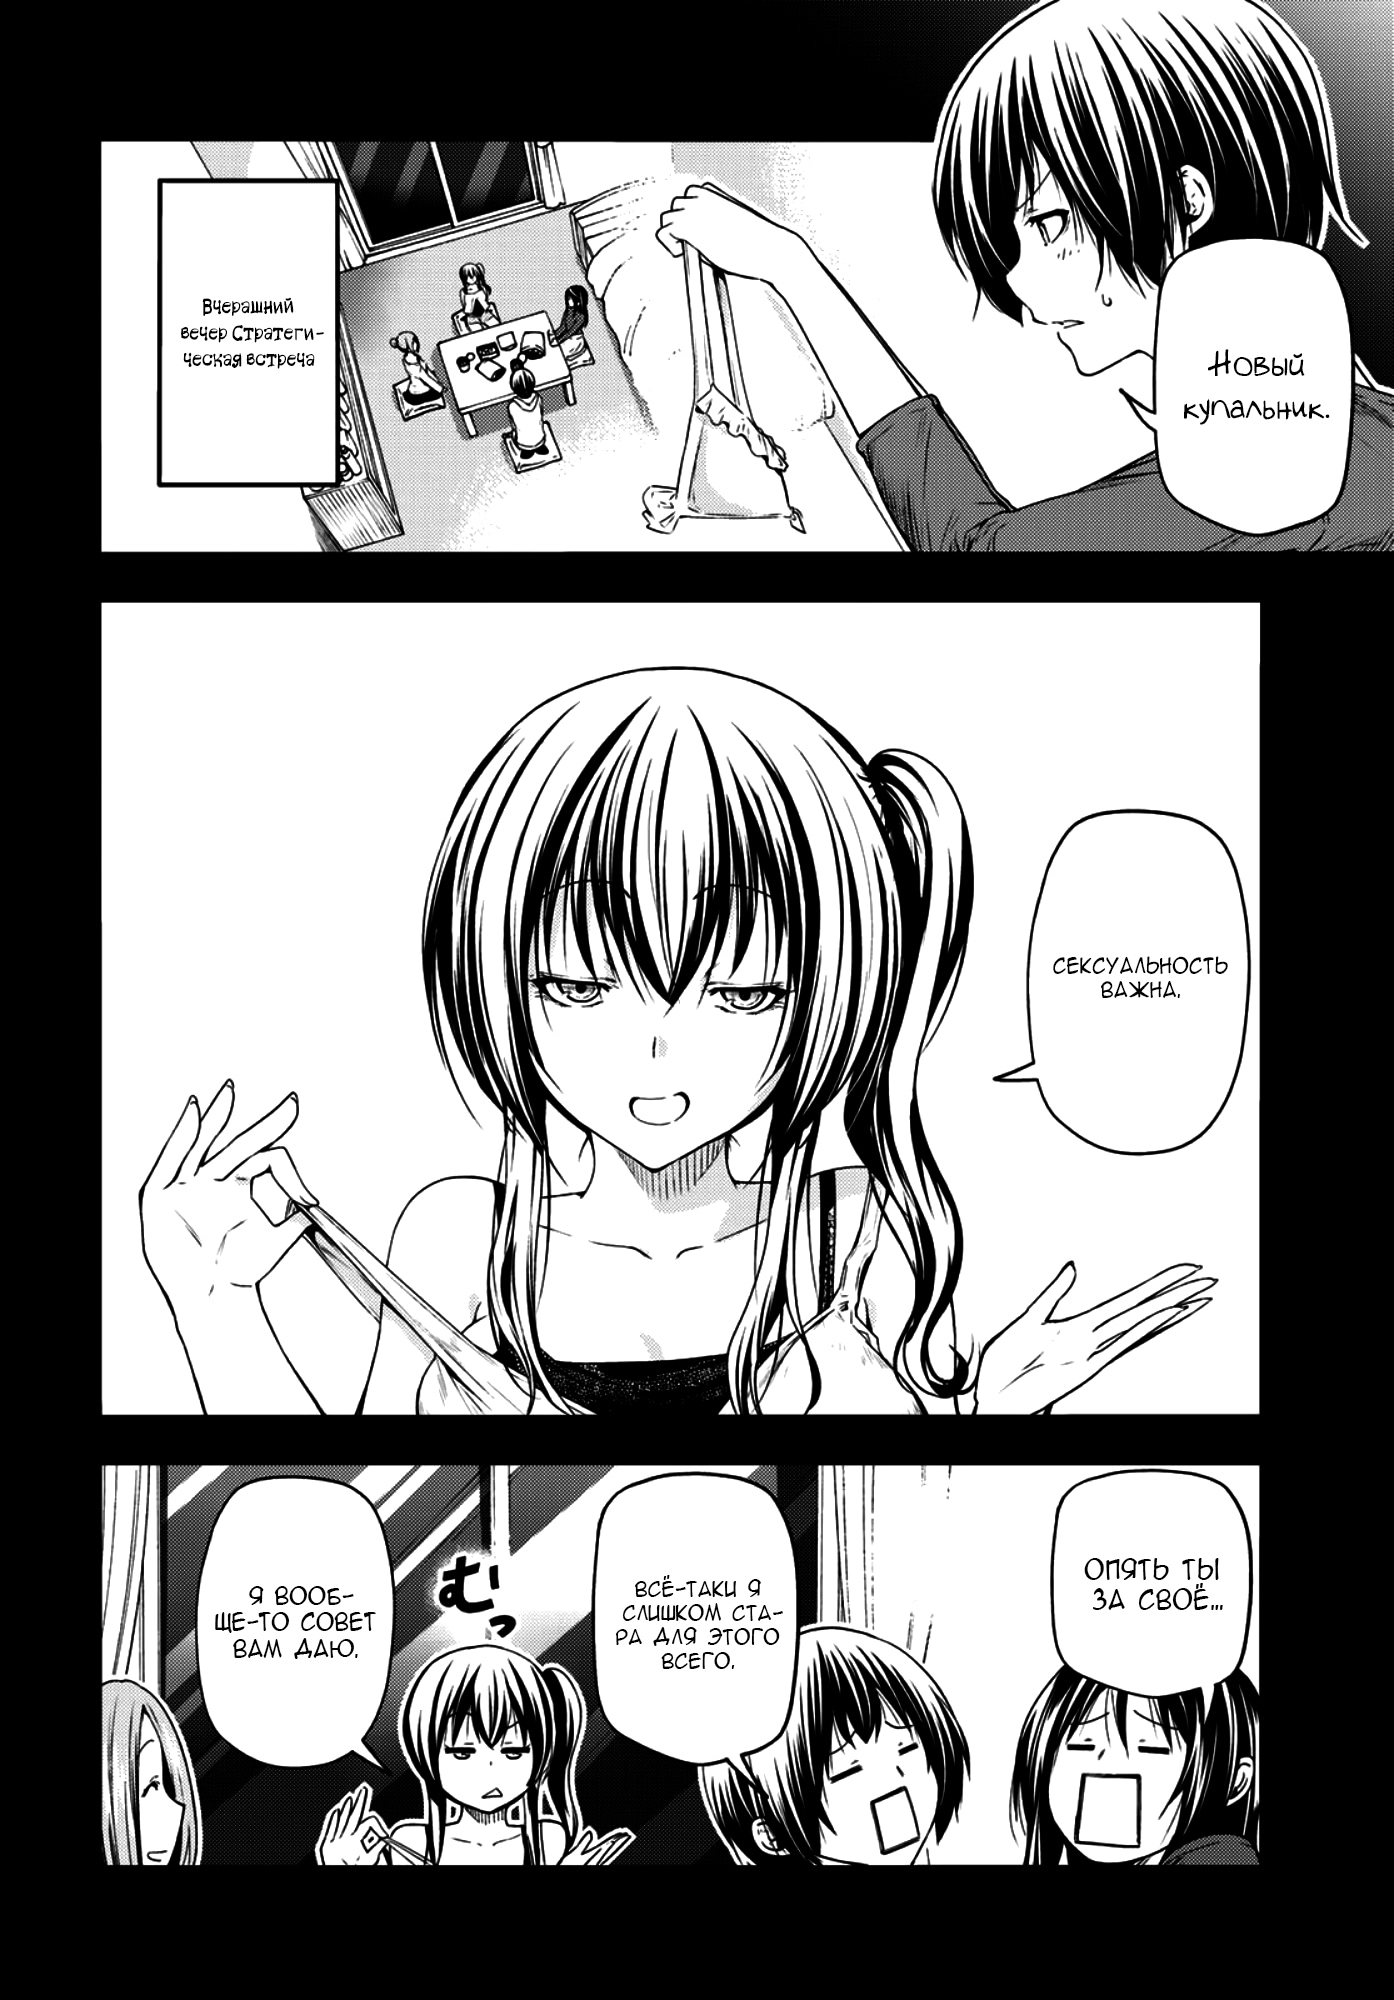 Новый
купальник.
Вчерашний
вечер Стратеги-
ческая встреча
СЕКСУАЛЬНОСТЬ
ВАЖНА.
ОПЯТЬ ТЫ
ЗА СВОЁ...
ВСЁ-ТАКИ Я
СЛИШКОМ СТА-
РА ДЛЯ ЭТОГО
ВСЕГО.
むっ
Я ВООБ-
ЩЕ-ТО СОВЕТ
ВАМ ДАЮ.